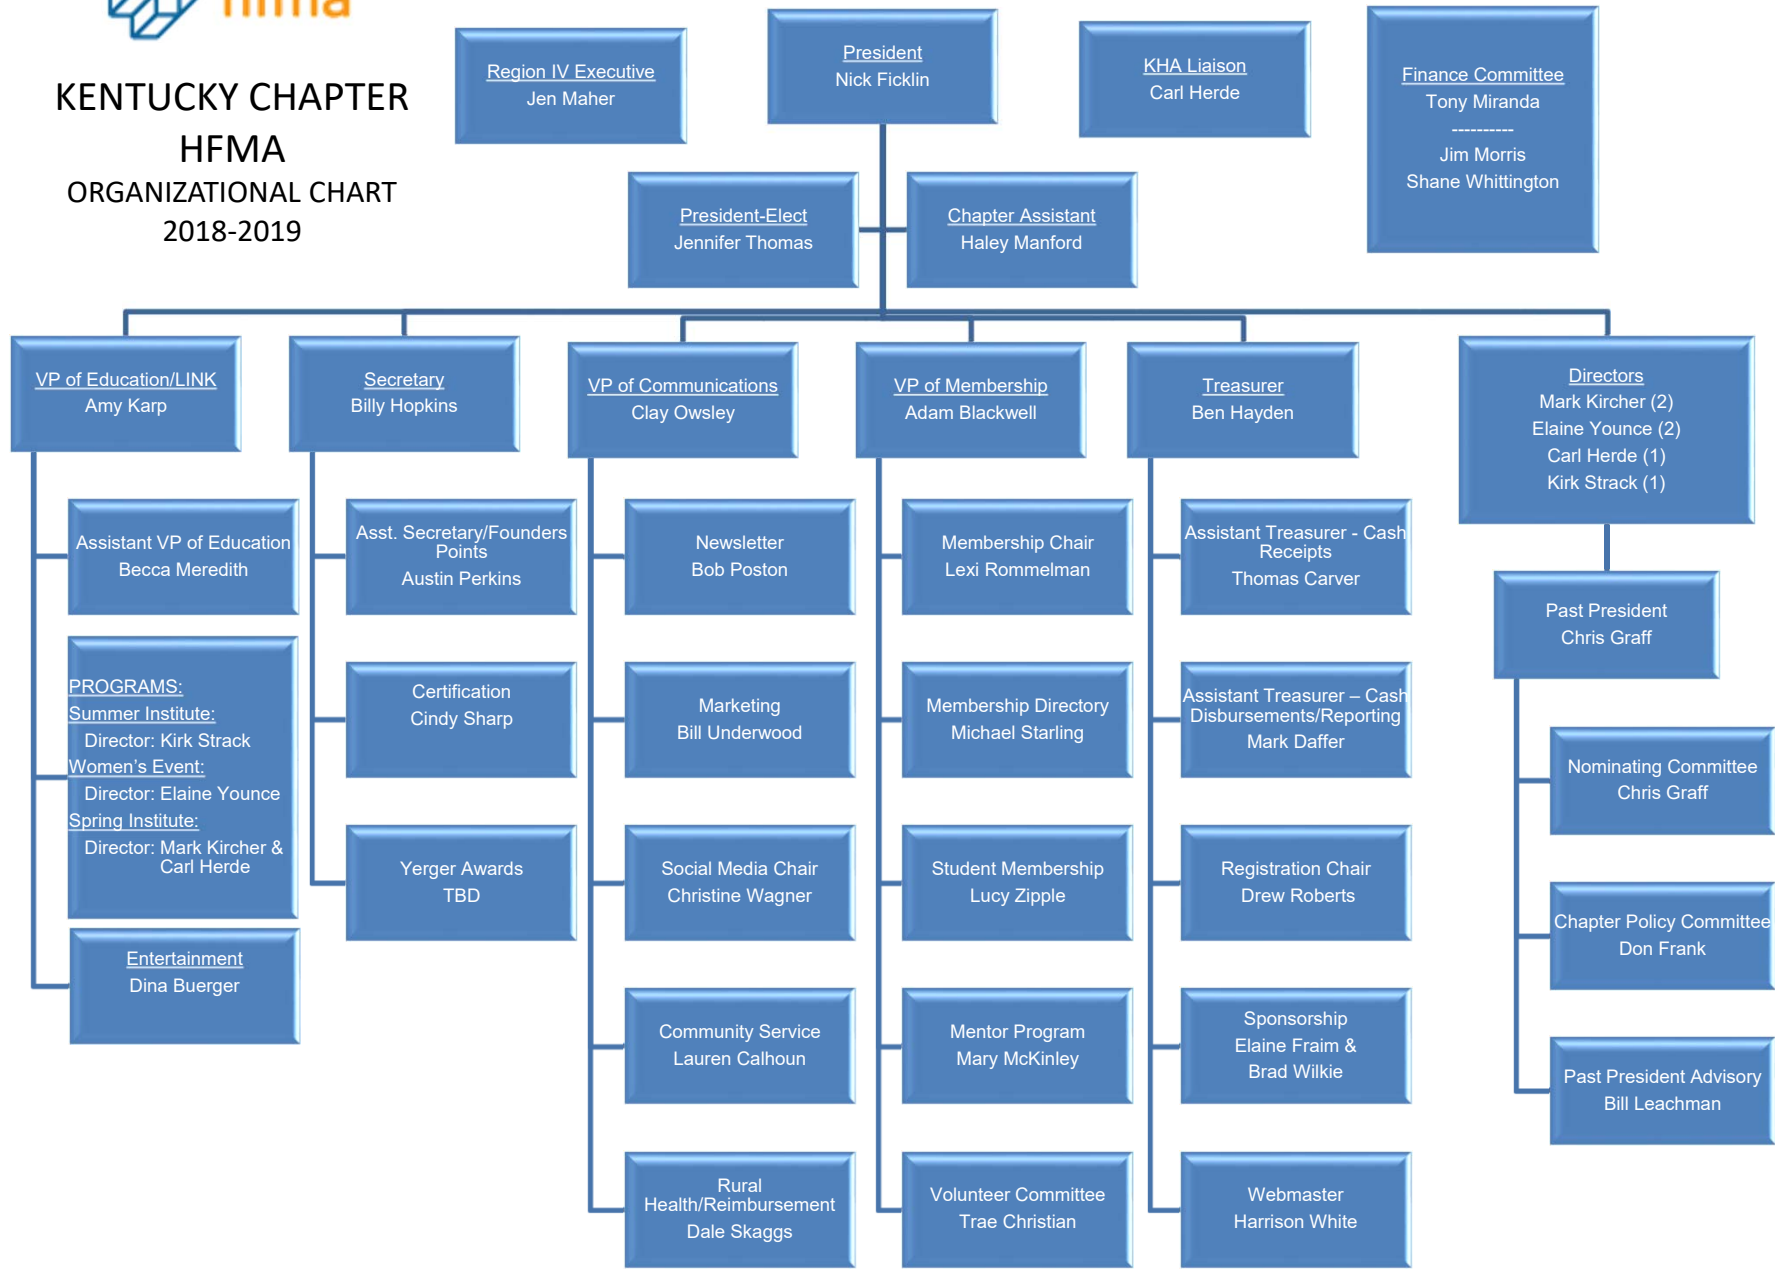 hfma
KENTUCKY CHAPTER
HFMA
ORGANIZATIONAL CHART
2018-2019
Region IV Executive
Jen Maher
President
Nick Ficklin
KHA Liaison
Carl Herde
Finance Committee
Tony Miranda
----------
Jim Morris
Shane Whittington
President-Elect
Jennifer Thomas
Chapter Assistant
Haley Manford
VP of Education/LINK
Amy Karp
Assistant VP of Education
Becca Meredith
PROGRAMS:
Summer Institute:
Director: Kirk Strack
Women's Event:
Director: Elaine Younce
Spring Institute:
Director: Mark Kircher &
Carl Herde
Entertainment
Dina Buerger
Secretary
Billy Hopkins
Asst. Secretary/Founders
Points
Austin Perkins
Certification
Cindy Sharp
Yerger Awards
TBD
VP of Communications
Clay Owsley
Newsletter
Bob Poston
Marketing
Bill Underwood
Social Media Chair
Christine Wagner
Community Service
Lauren Calhoun
Rural
Health/Reimbursement
Dale Skaggs
VP of Membership
Adam Blackwell
Membership Chair
Lexi Rommelman
Membership Directory
Michael Starling
Student Membership
Lucy Zipple
Mentor Program
Mary McKinley
Volunteer Committee
Trae Christian
Treasurer
Ben Hayden
Assistant Treasurer - Cash
Receipts
Thomas Carver
Assistant Treasurer – Cash
Disbursements/Reporting
Mark Daffer
Registration Chair
Drew Roberts
Sponsorship
Elaine Fraim &
Brad Wilkie
Webmaster
Harrison White
Directors
Mark Kircher (2)
Elaine Younce (2)
Carl Herde (1)
Kirk Strack (1)
Past President
Chris Graff
Nominating Committee
Chris Graff
Chapter Policy Committee
Don Frank
Past President Advisory
Bill Leachman